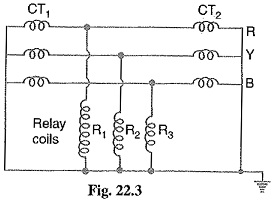 CT1 CT2
R
Y
B
Relay
coils
R1 R2 R3
Fig. 22.3